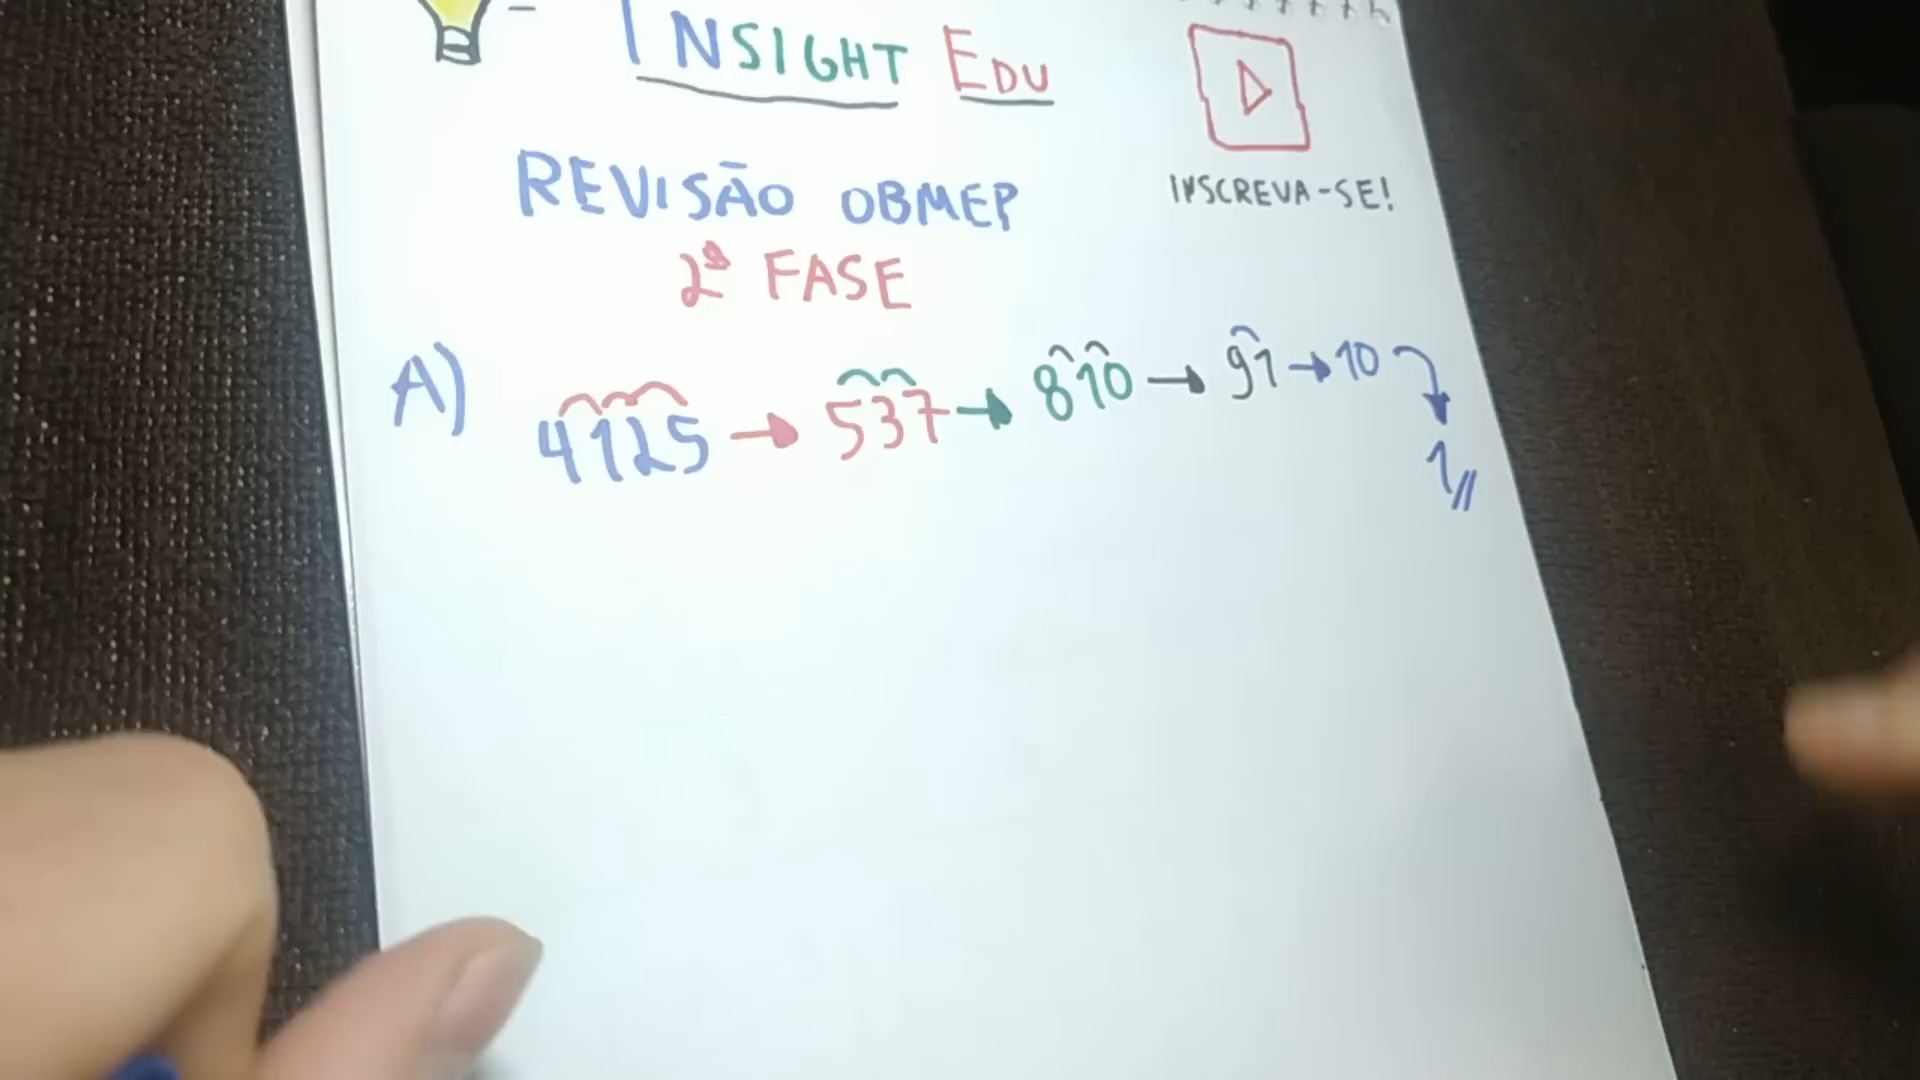 INSIGHT EDU
REVISÃO OBMEP
2ª FASE
INSCREVA-SE!
A) 4125 → 537 → 810 → 91 → 10
1//